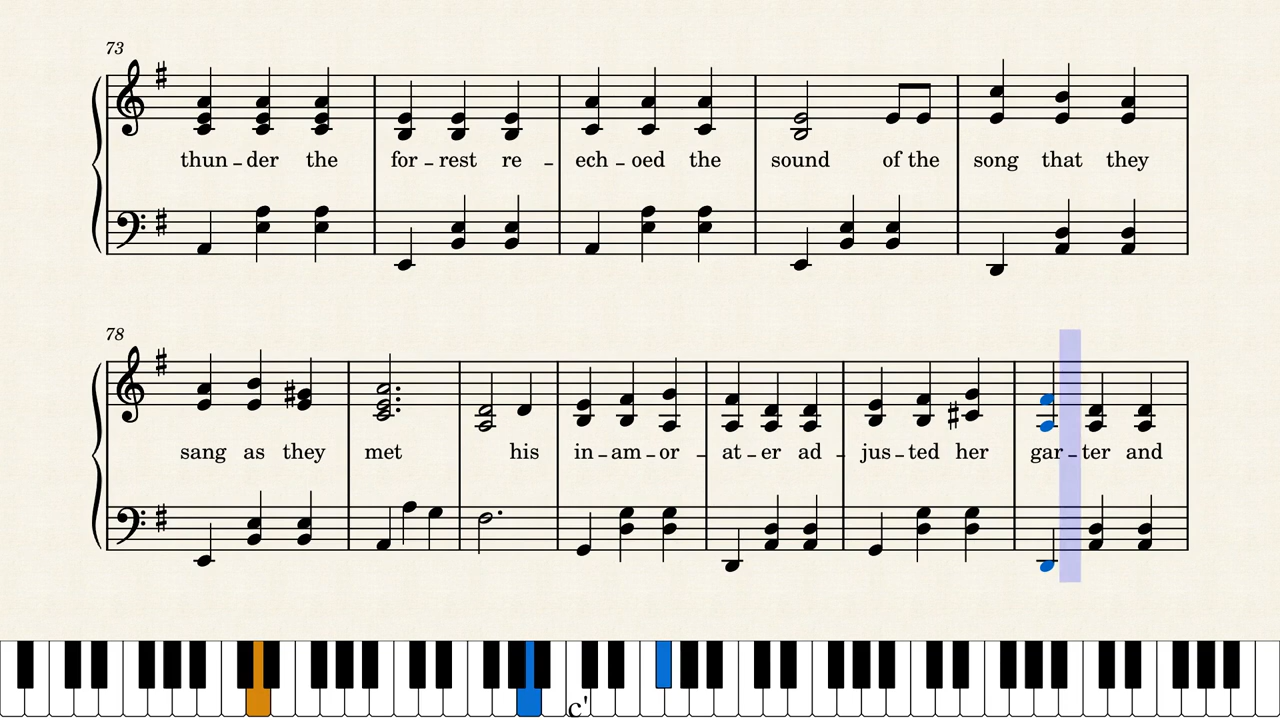 73
thun - der the for - rest re - ech - oed the sound of the song that they
78
sang as they met his in - am - or - at - er ad - jus - ted her gar - ter and
c'